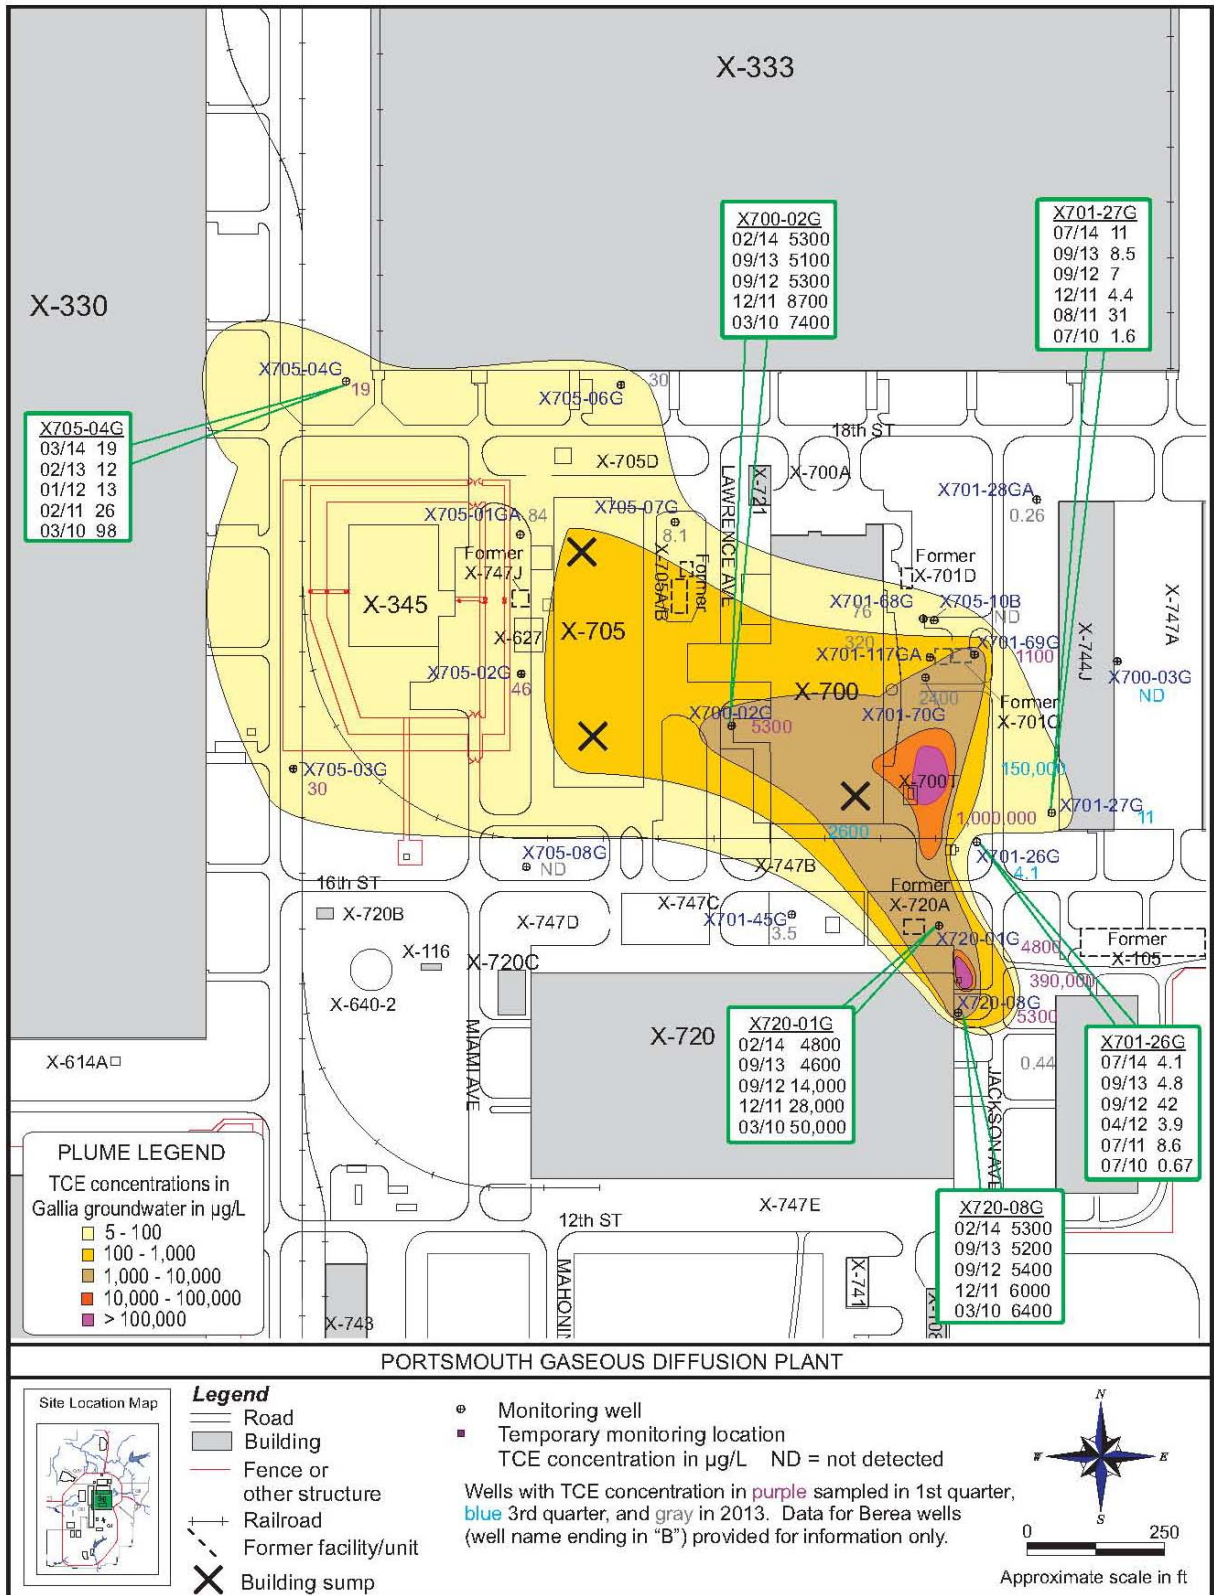 X-333
X-330
X700-02G
02/14 5300
09/13 5100
09/12 5300
12/11 8700
03/10 7400
X701-27G
07/14 11
09/13 8.5
09/12 7
12/11 4.4
08/11 31
07/10 1.6
X705-04G
19
X705-06G
30
X705-04G
03/14 19
02/13 12
01/12 13
02/11 26
03/10 98
18th ST
X-705D
LAWRENCE AVE
X-721
X-700A
X701-28GA
0.26
X705-01GA
84
X705-07G
8.1
Former
X-747J
Former
X-705A/B
Former
X-701D
X-345
X-627
X-705
X701-68G
76
X705-10B
ND
320
X701-117GA
X701-69G
1100
X-744J
X-747A
X700-03G
ND
X705-02G
46
X-700
2400
Former
X-701C
X700-02G
5300
X701-70G
X705-03G
30
X-700T
150,000
X701-27G
11
1,000,000
2600
X701-26G
4.1
X705-08G
ND
X-747B
16th ST
X-720B
X-747D
X-747C
X701-45G
3.5
Former
X-720A
X720-01G
4800
Former
X-105
X-116
X-720C
X-640-2
390,000
X720-08G
5300
X-720
0.44
X-614A
MIAMI AVE
JACKSON AVE
X720-01G
02/14 4800
09/13 4600
09/12 14,000
12/11 28,000
03/10 50,000
X701-26G
07/14 4.1
09/13 4.8
09/12 42
04/12 3.9
07/11 8.6
07/10 0.67
PLUME LEGEND
TCE concentrations in
Gallia groundwater in µg/L
5 - 100
100 - 1,000
1,000 - 10,000
10,000 - 100,000
> 100,000
X-747E
12th ST
X720-08G
02/14 5300
09/13 5200
09/12 5400
12/11 6000
03/10 6400
X-743
MAHONIN
X-741
PORTSMOUTH GASEOUS DIFFUSION PLANT
Site Location Map
Legend
Road
Building
Fence or
other structure
Railroad
Former facility/unit
Building sump
Monitoring well
Temporary monitoring location
TCE concentration in µg/L ND = not detected
Wells with TCE concentration in purple sampled in 1st quarter,
blue 3rd quarter, and gray in 2013. Data for Berea wells
(well name ending in "B") provided for information only.
N
W
E
S
0 250
Approximate scale in ft